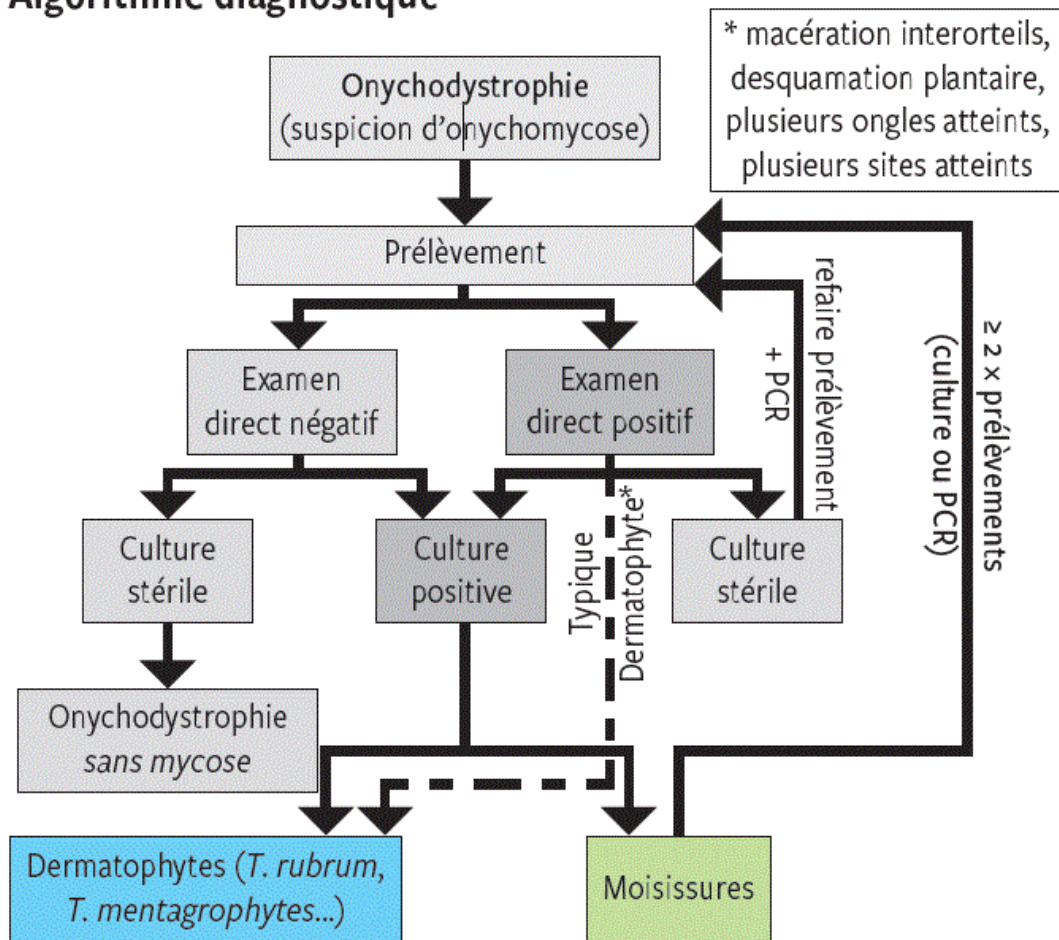 Algorithme diagnostique
* macération interorteils,
desquamation plantaire,
plusieurs ongles atteints,
plusieurs sites atteints
Onychodystrophie
(suspicion d'onychomycose)
Prélèvement
Examen
direct négatif
Examen
direct positif
refaire prélèvement
+ PCR
≥ 2 x prélèvements
(culture ou PCR)
Culture
stérile
Culture
positive
Typique
Dermatophyte*
Culture
stérile
Onychodystrophie
sans mycose
Dermatophytes (T. rubrum,
T. mentagrophytes...)
Moisissures